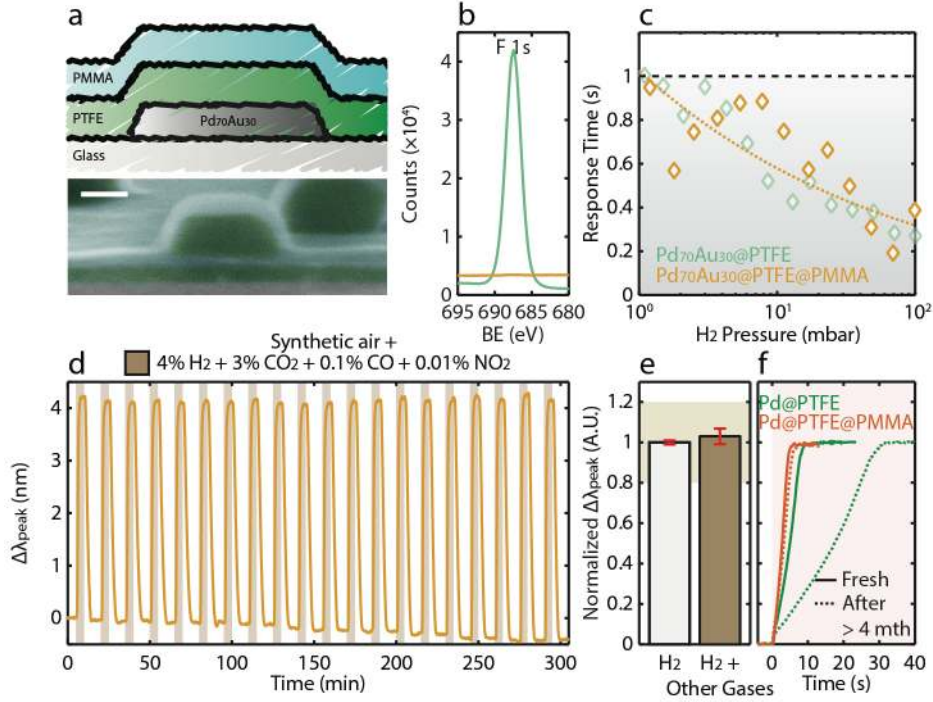 a
PMMA
PTFE
Pd70Au30
Glass
b
F 1s
Counts (×10⁴)
4
3
2
1
0
695 690 685 680
BE (eV)
c
Response Time (s)
1
0.8
0.6
0.4
0.2
0
Pd70Au30@PTFE
Pd70Au30@PTFE@PMMA
10⁰ 10¹ 10²
H2 Pressure (mbar)
d
Synthetic air +
4% H2 + 3% CO2 + 0.1% CO + 0.01% NO2
Δλpeak (nm)
4
3
2
1
0
0 50 100 150 200 250 300
Time (min)
e
Normalized Δλpeak (A.U.)
1.2
1
0.8
0.6
0.4
0.2
0
H2 H2 +
Other Gases
f
Pd@PTFE
Pd@PTFE@PMMA
Fresh
After
> 4 mth
0 10 20 30 40
Time (s)